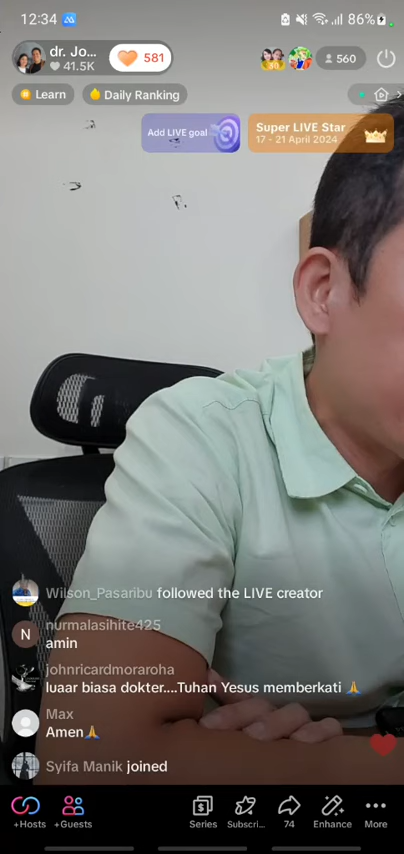 12:34
86%
dr. Jo...
41.5K
581
30
560
Learn
Daily Ranking
Add LIVE goal
Super LIVE Star
17 - 21 April 2024
Wilson_Pasaribu followed the LIVE creator
N
nurmalasihite425
amin
johnricardmoraroha
luaar biasa dokter....Tuhan Yesus memberkati 🙏
Max
Amen🙏
Syifa Manik joined
+Hosts
+Guests
Series
Subscri...
74
Enhance
More